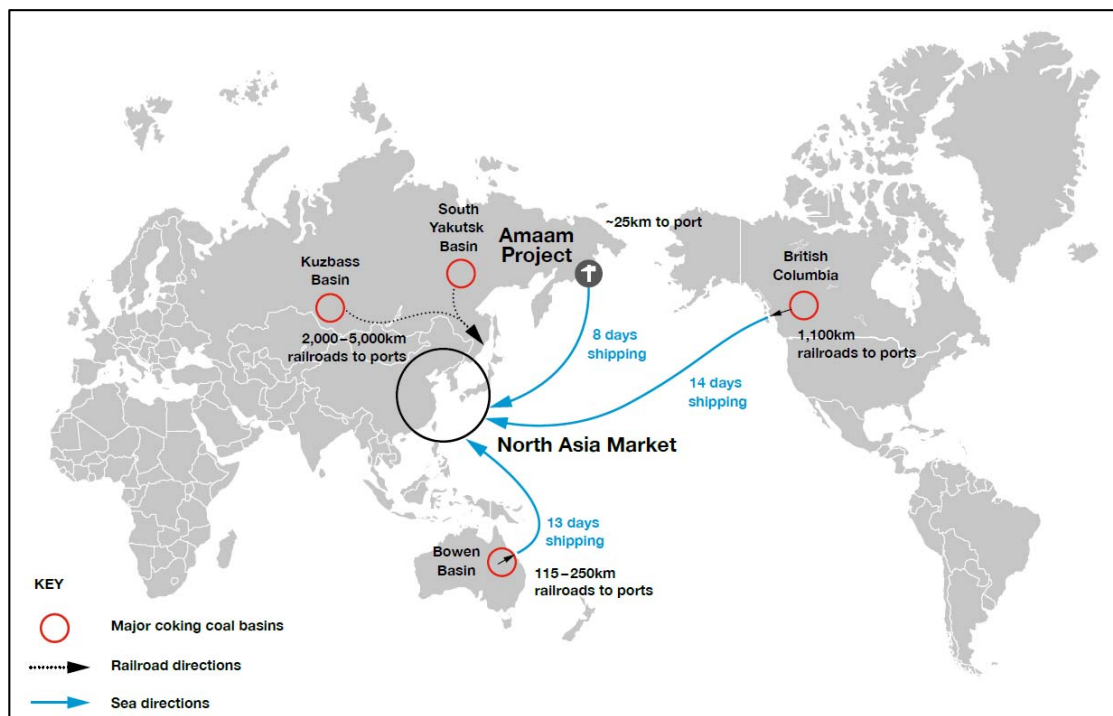 ~25km to port
South
Yakutsk
Basin
Amaam
Project
Kuzbass
Basin
British
Columbia
2,000–5,000km
railroads to ports
8 days
shipping
1,100km
railroads to ports
14 days
shipping
North Asia Market
13 days
shipping
Bowen
Basin
115–250km
railroads to ports
KEY
Major coking coal basins
Railroad directions
Sea directions